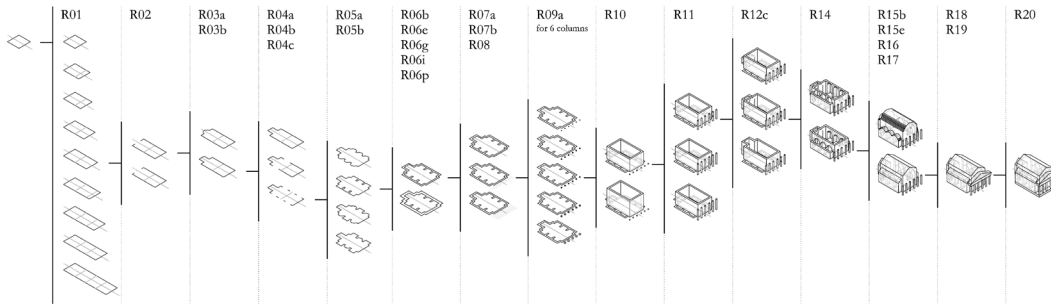 R01
R02
R03a
R03b
R04a
R04b
R04c
R05a
R05b
R06b
R06e
R06g
R06i
R06p
R07a
R07b
R08
R09a
for 6 columns
R10
R11
R12c
R14
R15b
R15e
R16
R17
R18
R19
R20